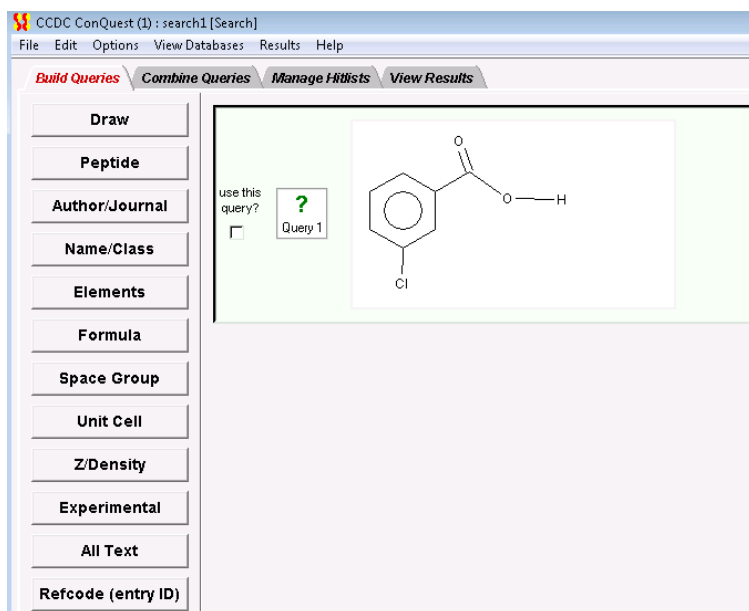 CCDC ConQuest (1) : search1 [Search]
File Edit Options View Databases Results Help
Build Queries Combine Queries Manage Hitlists View Results
Draw
Peptide
Author/Journal
Name/Class
Elements
Formula
Space Group
Unit Cell
Z/Density
Experimental
All Text
Refcode (entry ID)
use this
query?
?
Query 1
O
O H
Cl